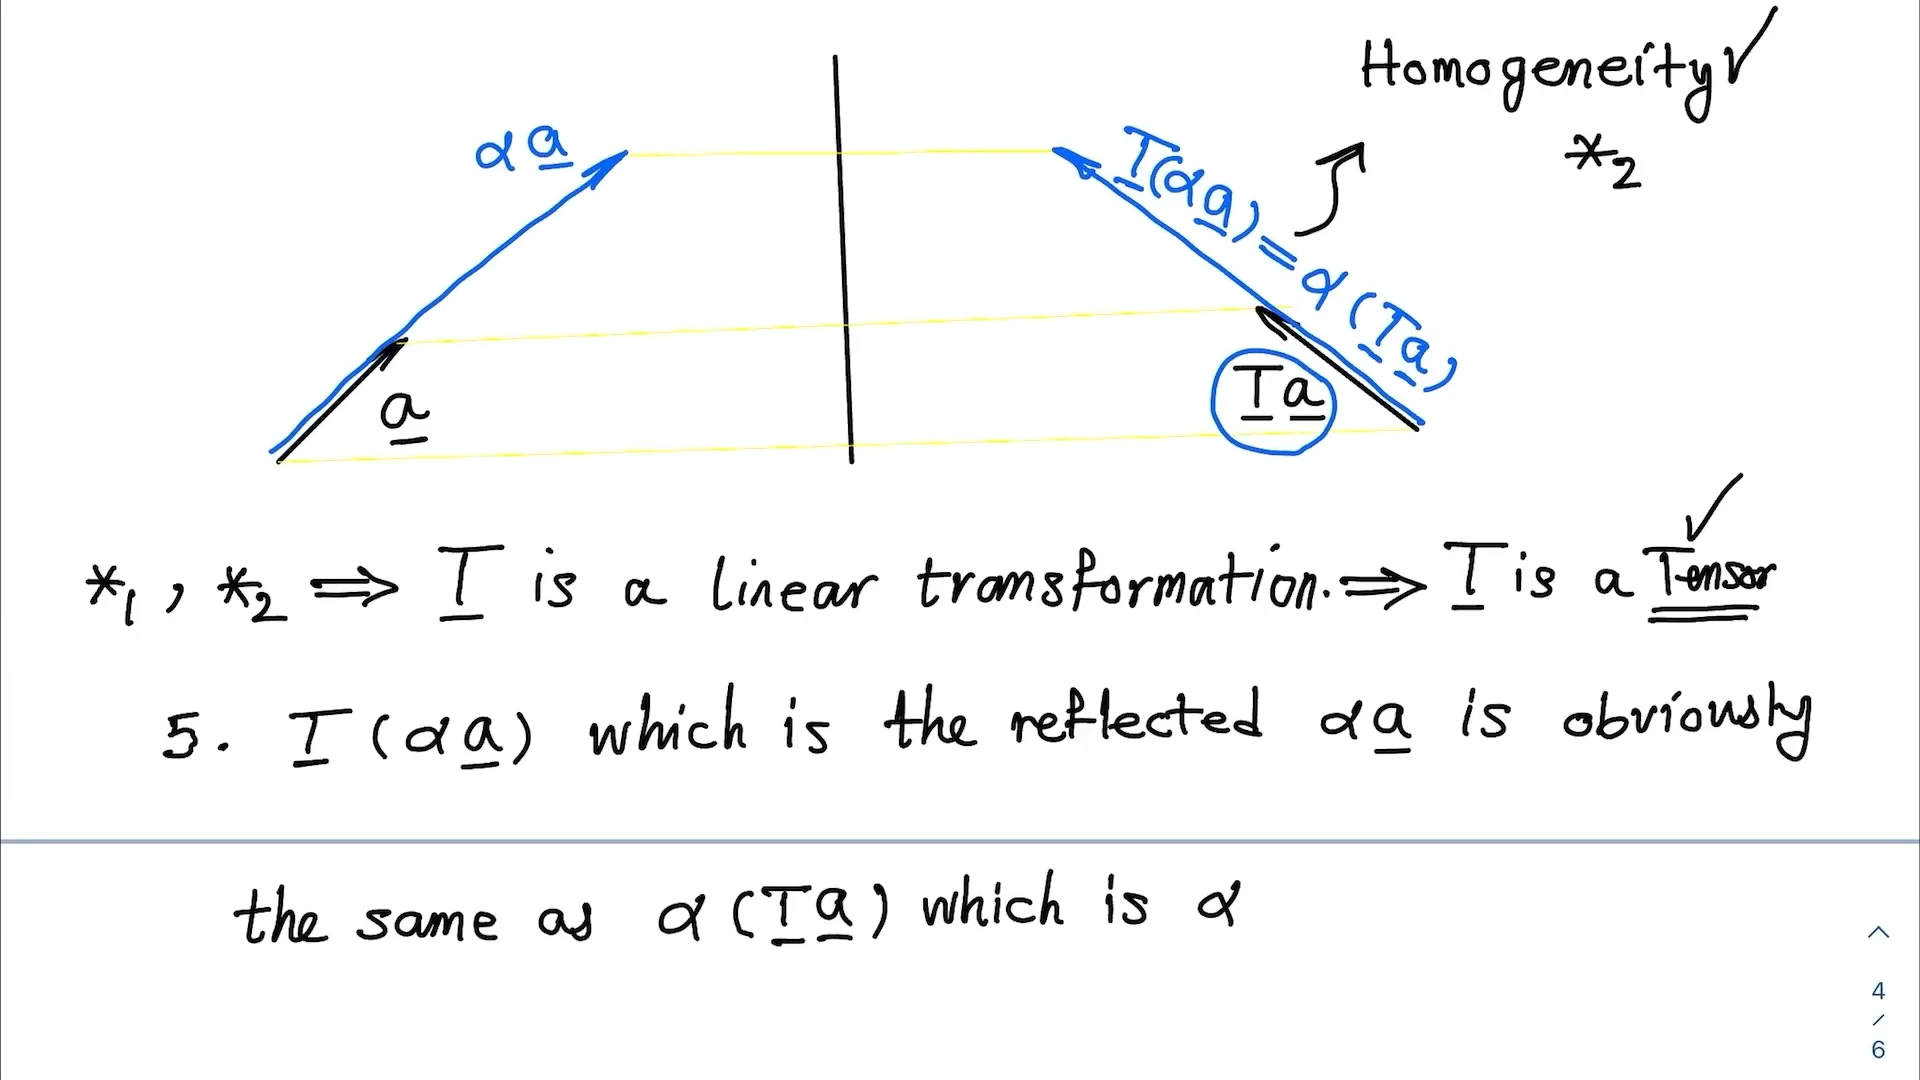 Homogeneity ✓
*2
α a
T(αa) = α(Ta)
a
Ta
*1, *2 ⇒ T is a linear transformation. ⇒ T is a Tensor ✓
5. T(αa) which is the reflected αa is obviously
the same as α(Ta) which is α
4
/
6